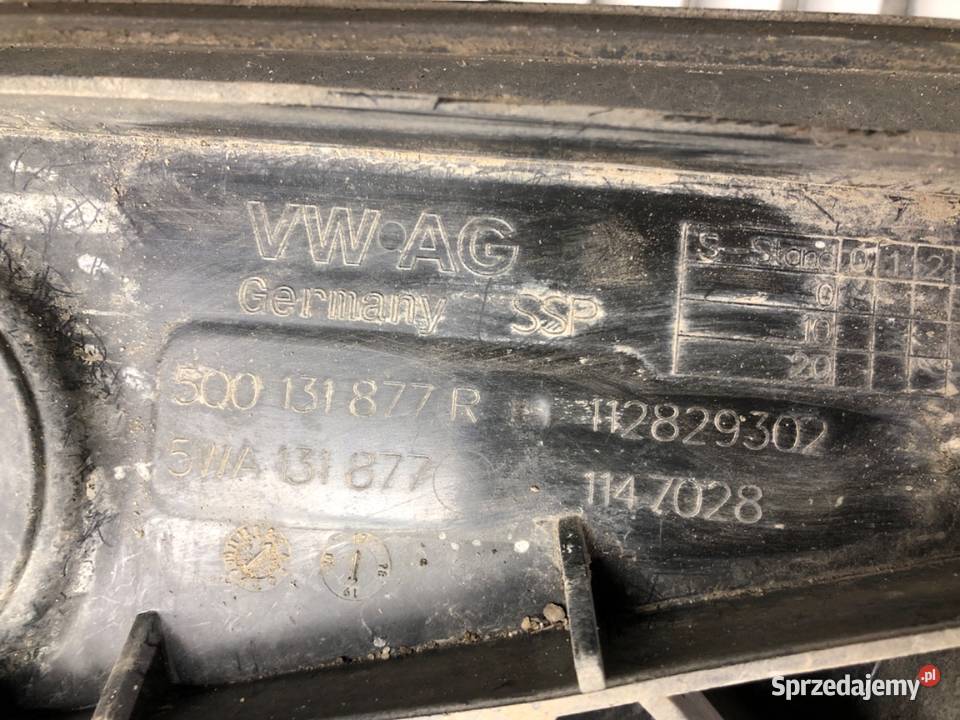 VW AG
Germany SSP
S-Stand 0 1 2
0
10
20
5Q0 131 877 R
5WA 131 877
112829302
1147028
Sprzedajemy.pl